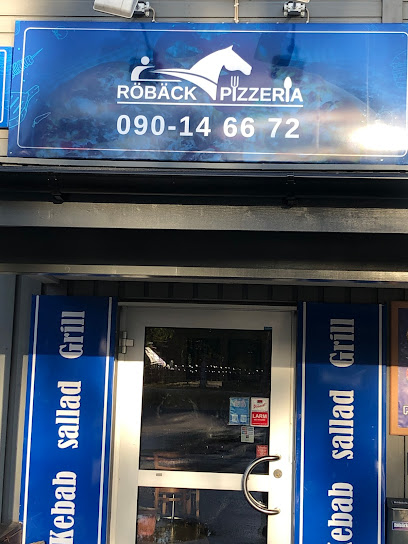 RÖBÄCK PIZZERIA
090-14 66 72
Kebab sallad Grill
Kebab sallad Grill
LARM